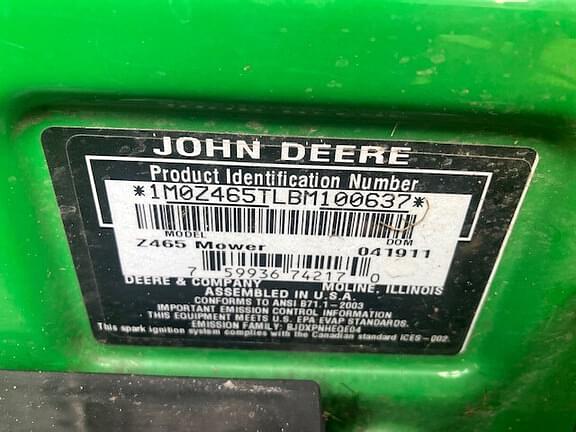 JOHN DEERE
Product Identification Number
*1M0Z465TLBM100637*
MODEL DOM
Z465 Mower 041911
7 59936 74217 0
DEERE & COMPANY MOLINE, ILLINOIS
ASSEMBLED IN U.S.A.
CONFORMS TO ANSI B71.1-2003
IMPORTANT EMISSION CONTROL INFORMATION
THIS EQUIPMENT MEETS U.S. EPA EVAP STANDARDS.
EMISSION FAMILY: BJDXPNHEQE04
This spark ignition system complies with the Canadian standard ICES-002